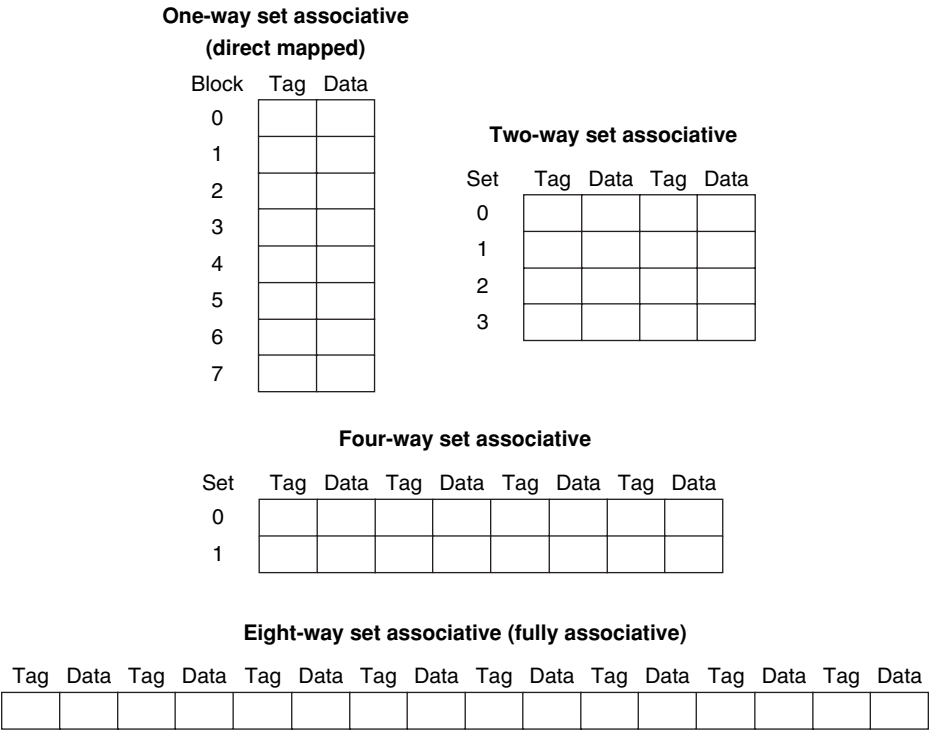 One-way set associative
(direct mapped)
Block Tag Data
0
1
2
3
4
5
6
7
Two-way set associative
Set Tag Data Tag Data
0
1
2
3
Four-way set associative
Set Tag Data Tag Data Tag Data Tag Data
0
1
Eight-way set associative (fully associative)
Tag Data Tag Data Tag Data Tag Data Tag Data Tag Data Tag Data Tag Data